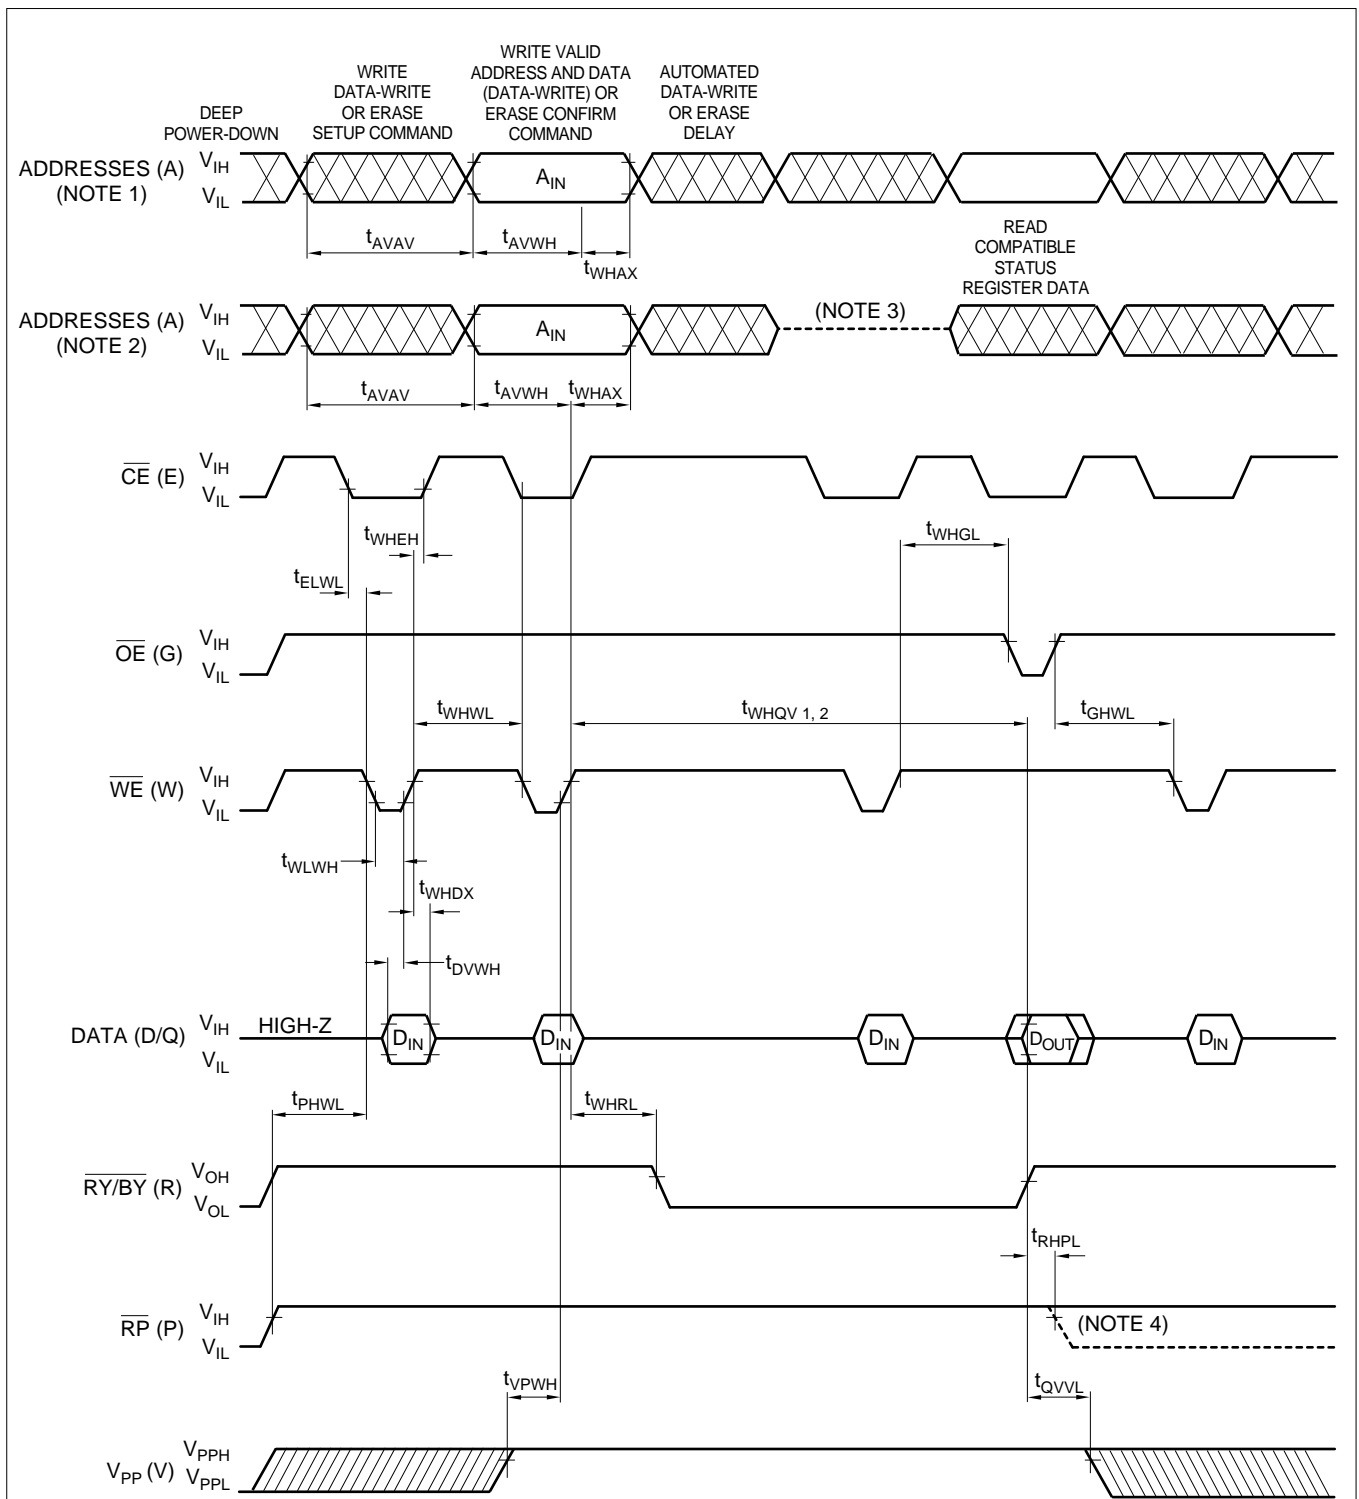 DEEP
POWER-DOWN
WRITE
DATA-WRITE
OR ERASE
SETUP COMMAND
WRITE VALID
ADDRESS AND DATA
(DATA-WRITE) OR
ERASE CONFIRM
COMMAND
AUTOMATED
DATA-WRITE
OR ERASE
DELAY
ADDRESSES (A)
(NOTE 1)
VIH
VIL
AIN
tAVAV
tAVWH
tWHAX
READ
COMPATIBLE
STATUS
REGISTER DATA
ADDRESSES (A)
(NOTE 2)
VIH
VIL
AIN
(NOTE 3)
tAVAV
tAVWH
tWHAX
CE (E)
VIH
VIL
tWHEH
tWHGL
tELWL
OE (G)
VIH
VIL
tWHWL
tWHQV 1, 2
tGHWL
WE (W)
VIH
VIL
tWLWH
tWHDX
tDVWH
DATA (D/Q)
VIH
VIL
HIGH-Z
DIN
DIN
DIN
DOUT
DIN
tPHWL
tWHRL
RY/BY (R)
VOH
VOL
tRHPL
RP (P)
VIH
VIL
(NOTE 4)
tVPWH
tQVVL
VPP (V)
VPPH
VPPL